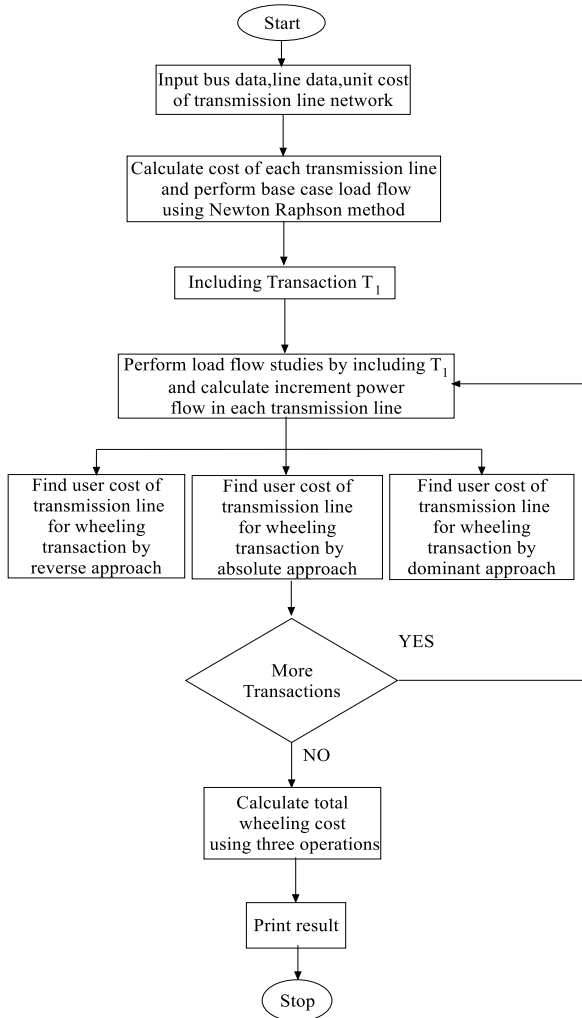 Start
Input bus data,line data,unit cost
of transmission line network
Calculate cost of each transmission line
and perform base case load flow
using Newton Raphson method
Including Transaction T1
Perform load flow studies by including T1
and calculate increment power
flow in each transmission line
Find user cost of
transmission line
for wheeling
transaction by
reverse approach
Find user cost of
transmission line
for wheeling
transaction by
absolute approach
Find user cost of
transmission line
for wheeling
transaction by
dominant approach
YES
More
Transactions
NO
Calculate total
wheeling cost
using three operations
Print result
Stop